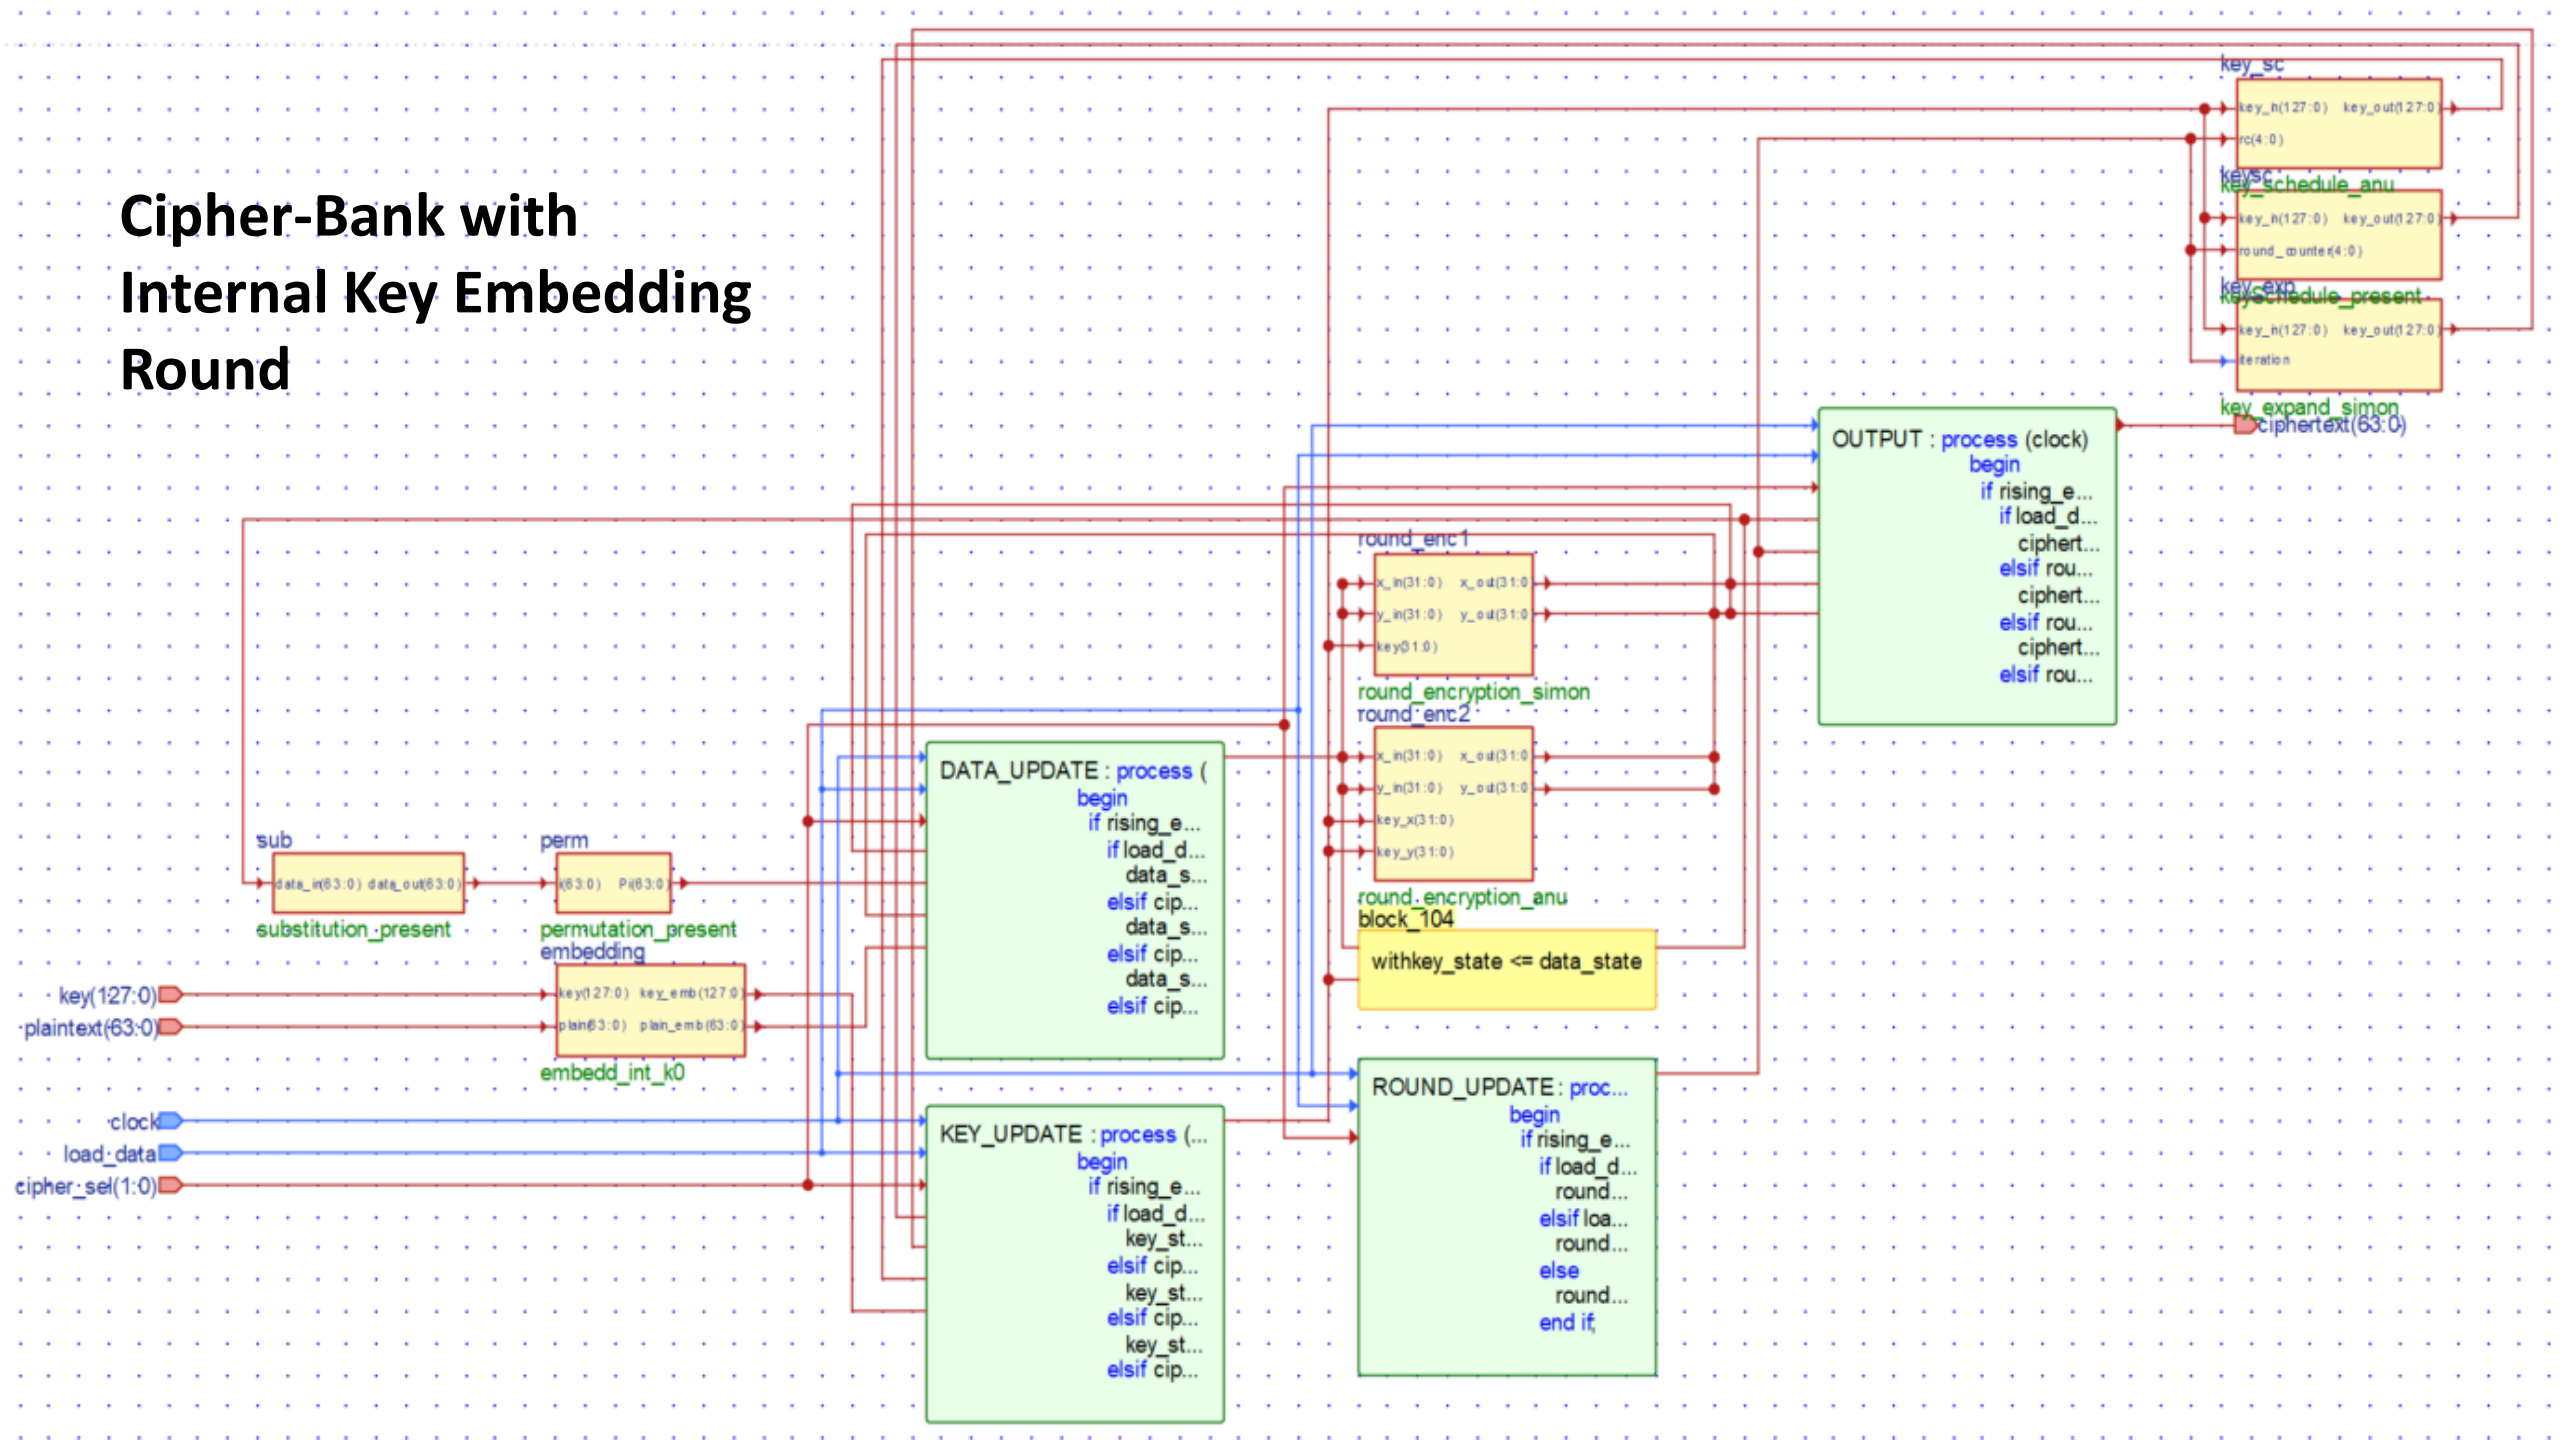 Cipher-Bank with
Internal Key Embedding
Round
key_sc
key_in(127:0) key_out(127:0)
rc(4:0)
key_schedule_anu
keysc
key_in(127:0) key_out(127:0)
round_counter(4:0)
keySchedule_present
key_exp
key_in(127:0) key_out(127:0)
iteration
key_expand_simon
ciphertext(63:0)
OUTPUT : process (clock)
begin
if rising_e...
if load_d...
ciphert...
elsif rou...
ciphert...
elsif rou...
ciphert...
elsif rou...
round_enc1
x_in(31:0) x_out(31:0)
y_in(31:0) y_out(31:0)
key(31:0)
round_encryption_simon
round_enc2
x_in(31:0) x_out(31:0)
y_in(31:0) y_out(31:0)
key_x(31:0)
key_y(31:0)
round_encryption_anu
block_104
withkey_state <= data_state
DATA_UPDATE : process (
begin
if rising_e...
if load_d...
data_s...
elsif cip...
data_s...
elsif cip...
data_s...
elsif cip...
sub
data_in(63:0) data_out(63:0)
substitution_present
perm
i(63:0) Pi(63:0)
permutation_present
embedding
key(127:0) key_emb(127:0)
plain(63:0) plain_emb(63:0)
embedd_int_k0
key(127:0)
plaintext(63:0)
clock
load_data
cipher_sel(1:0)
KEY_UPDATE : process (...
begin
if rising_e...
if load_d...
key_st...
elsif cip...
key_st...
elsif cip...
key_st...
elsif cip...
ROUND_UPDATE : proc...
begin
if rising_e...
if load_d...
round...
elsif loa...
round...
else
round...
end if;